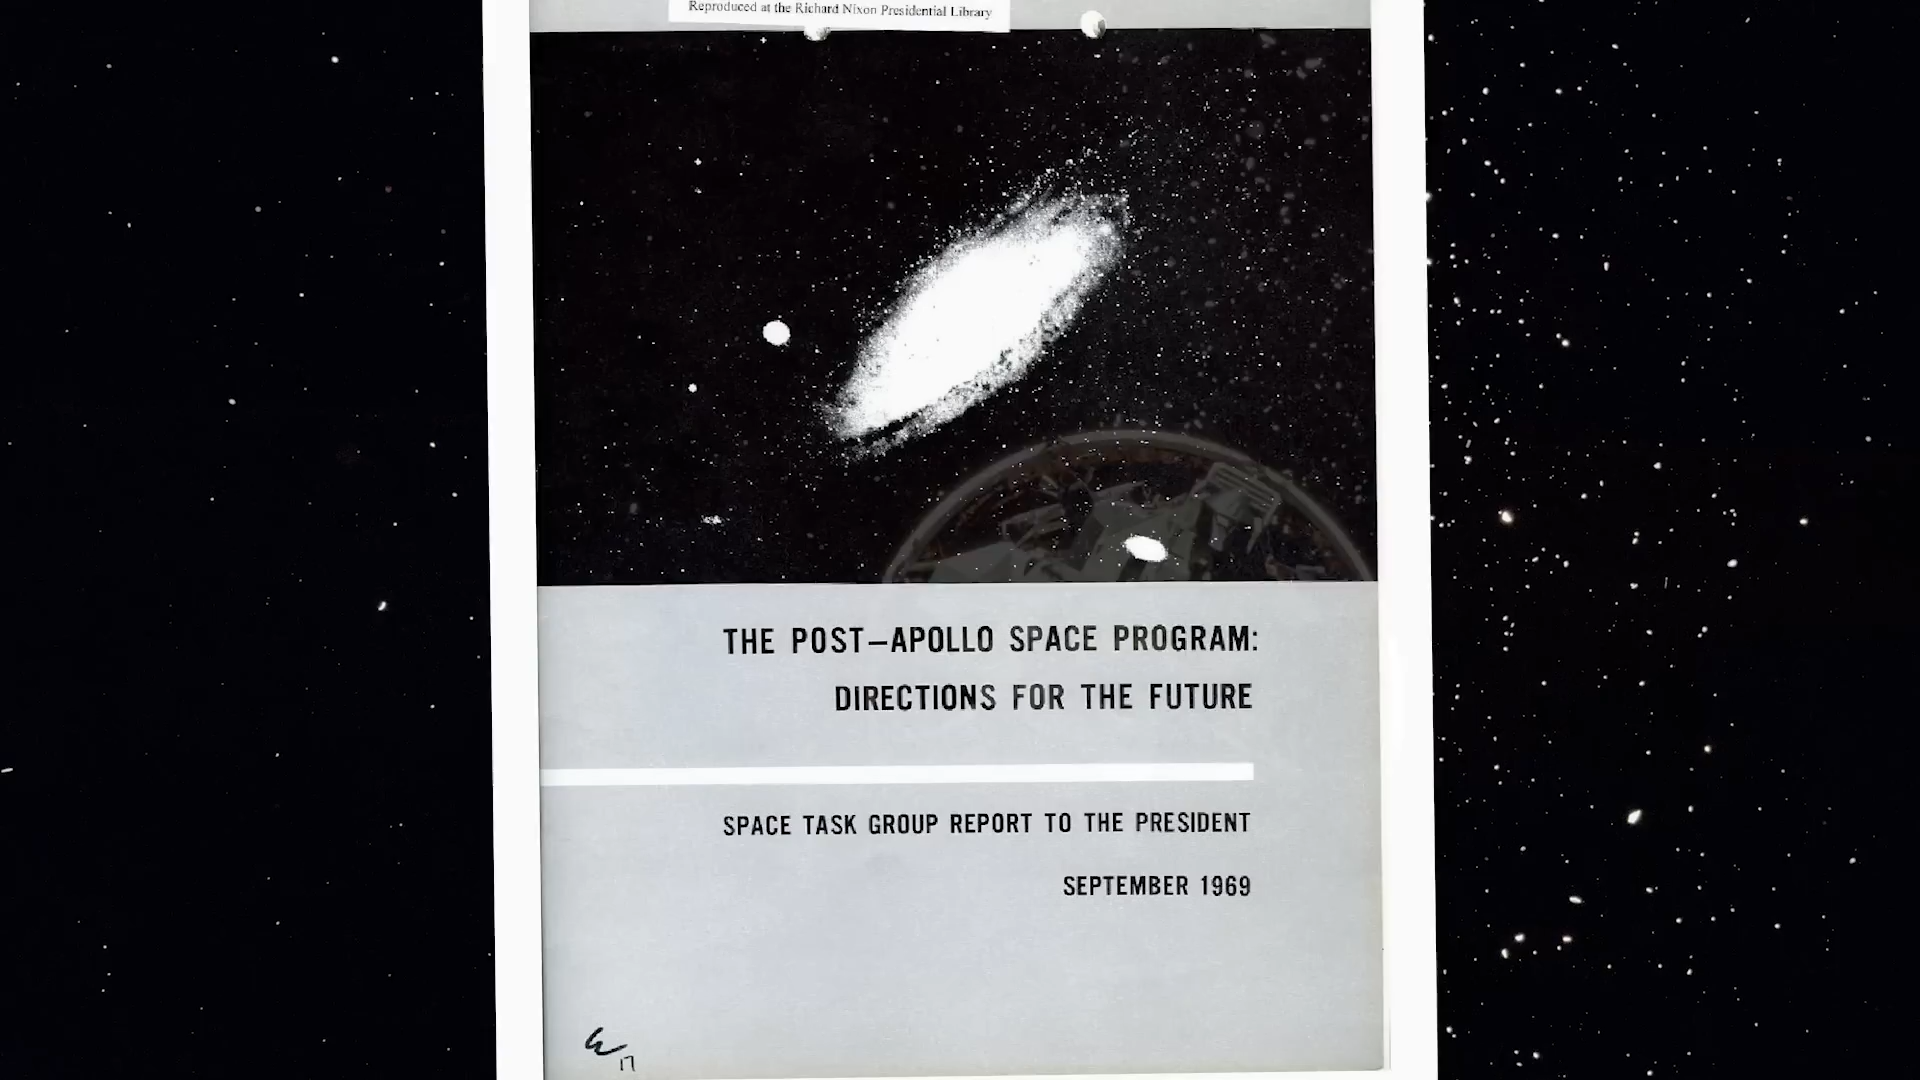 Reproduced at the Richard Nixon Presidential Library
THE POST—APOLLO SPACE PROGRAM:
DIRECTIONS FOR THE FUTURE
SPACE TASK GROUP REPORT TO THE PRESIDENT
SEPTEMBER 1969
17